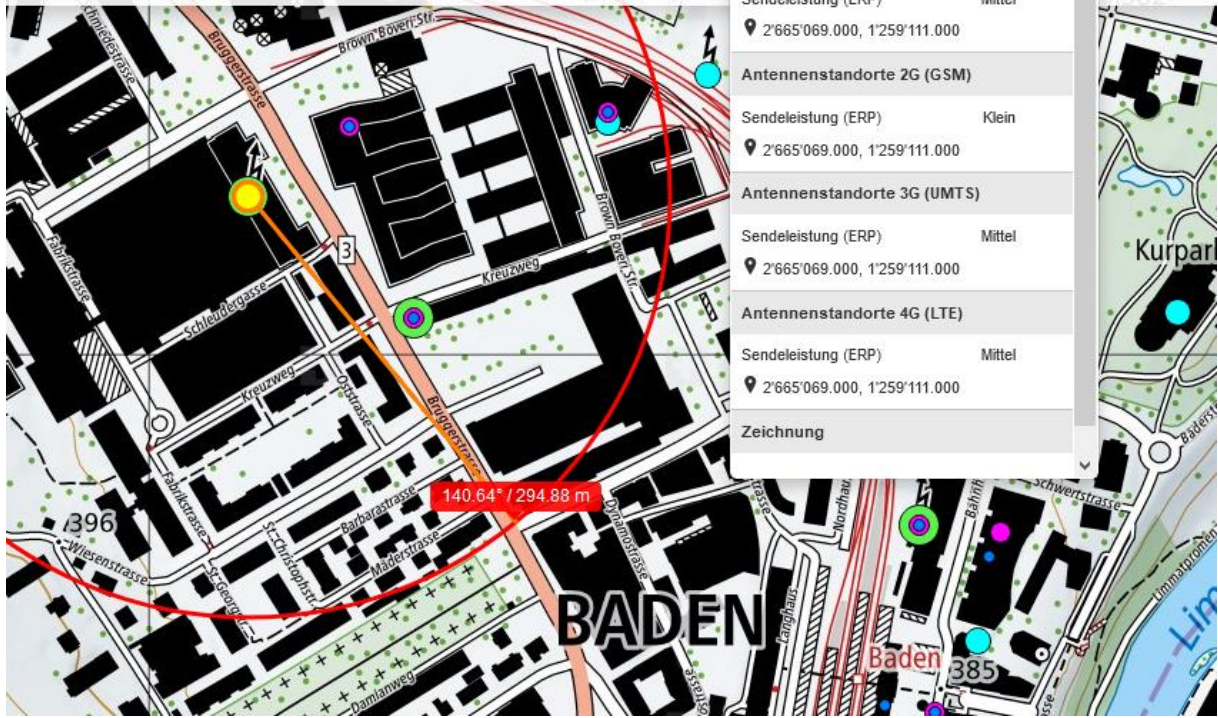 Sendeleistung (ERP) Mittel
2'665'069.000, 1'259'111.000
Antennenstandorte 2G (GSM)
Sendeleistung (ERP) Klein
2'665'069.000, 1'259'111.000
Antennenstandorte 3G (UMTS)
Sendeleistung (ERP) Mittel
2'665'069.000, 1'259'111.000
Antennenstandorte 4G (LTE)
Sendeleistung (ERP) Mittel
2'665'069.000, 1'259'111.000
Zeichnung
Bruggerstrasse
Brown Boveri Str.
Brown Boveri Str.
Fabrikstrasse
3
Kurpark
Kreuzweg
Schleudergasse
Kreuzweg
Oststrasse
Bruggerstrasse
140.64° / 294.88 m
Fabrikstrasse
396
Wiesenstrasse
St. Christophstr.
Barbarastrasse
Mäderstrasse
St. Georgstr.
Dynamostrasse
Nordhaus
Schwertstrasse
BADEN
Langhaus
Baden
385
Damianweg